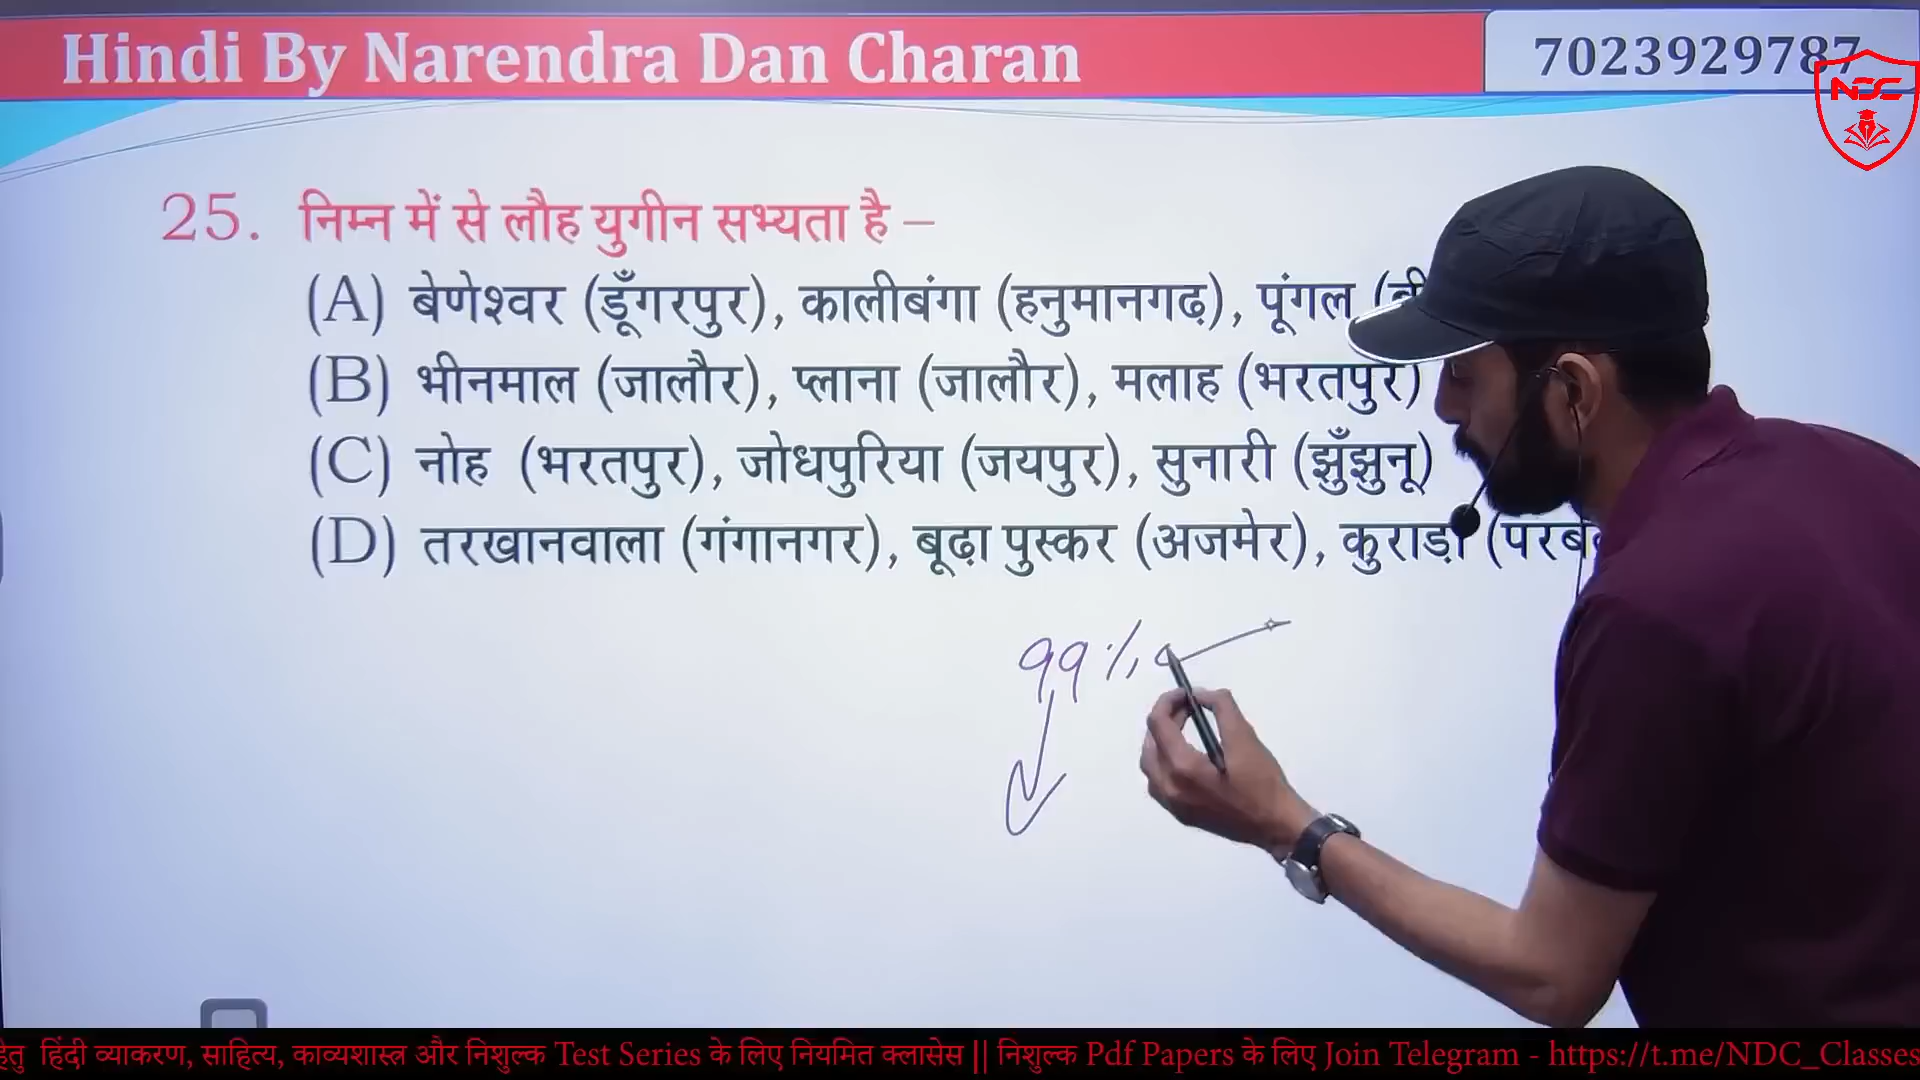 Hindi By Narendra Dan Charan
7023929787
NDC
25. निम्न में से लौह युगीन सभ्यता है –
(A) बेणेश्वर (डूँगरपुर), कालीबंगा (हनुमानगढ़), पूंगल
(B) भीनमाल (जालौर), प्लाना (जालौर), मलाह (भरतपुर)
(C) नोह (भरतपुर), जोधपुरिया (जयपुर), सुनारी (झुँझुनू)
(D) तरखानवाला (गंगानगर), बूढ़ा पुस्कर (अजमेर), कुराड़ा
99%
हिंदी व्याकरण, साहित्य, काव्यशास्त्र और निशुल्क Test Series के लिए नियमित क्लासेस || निशुल्क Pdf Papers के लिए Join Telegram - https://t.me/NDC_Classes